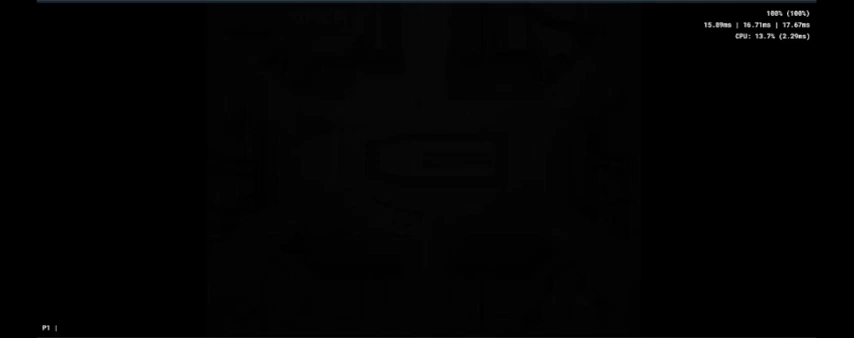 100% (100%)
15.89ms | 16.71ms | 17.67ms
CPU: 13.7% (2.29ms)
P1 |